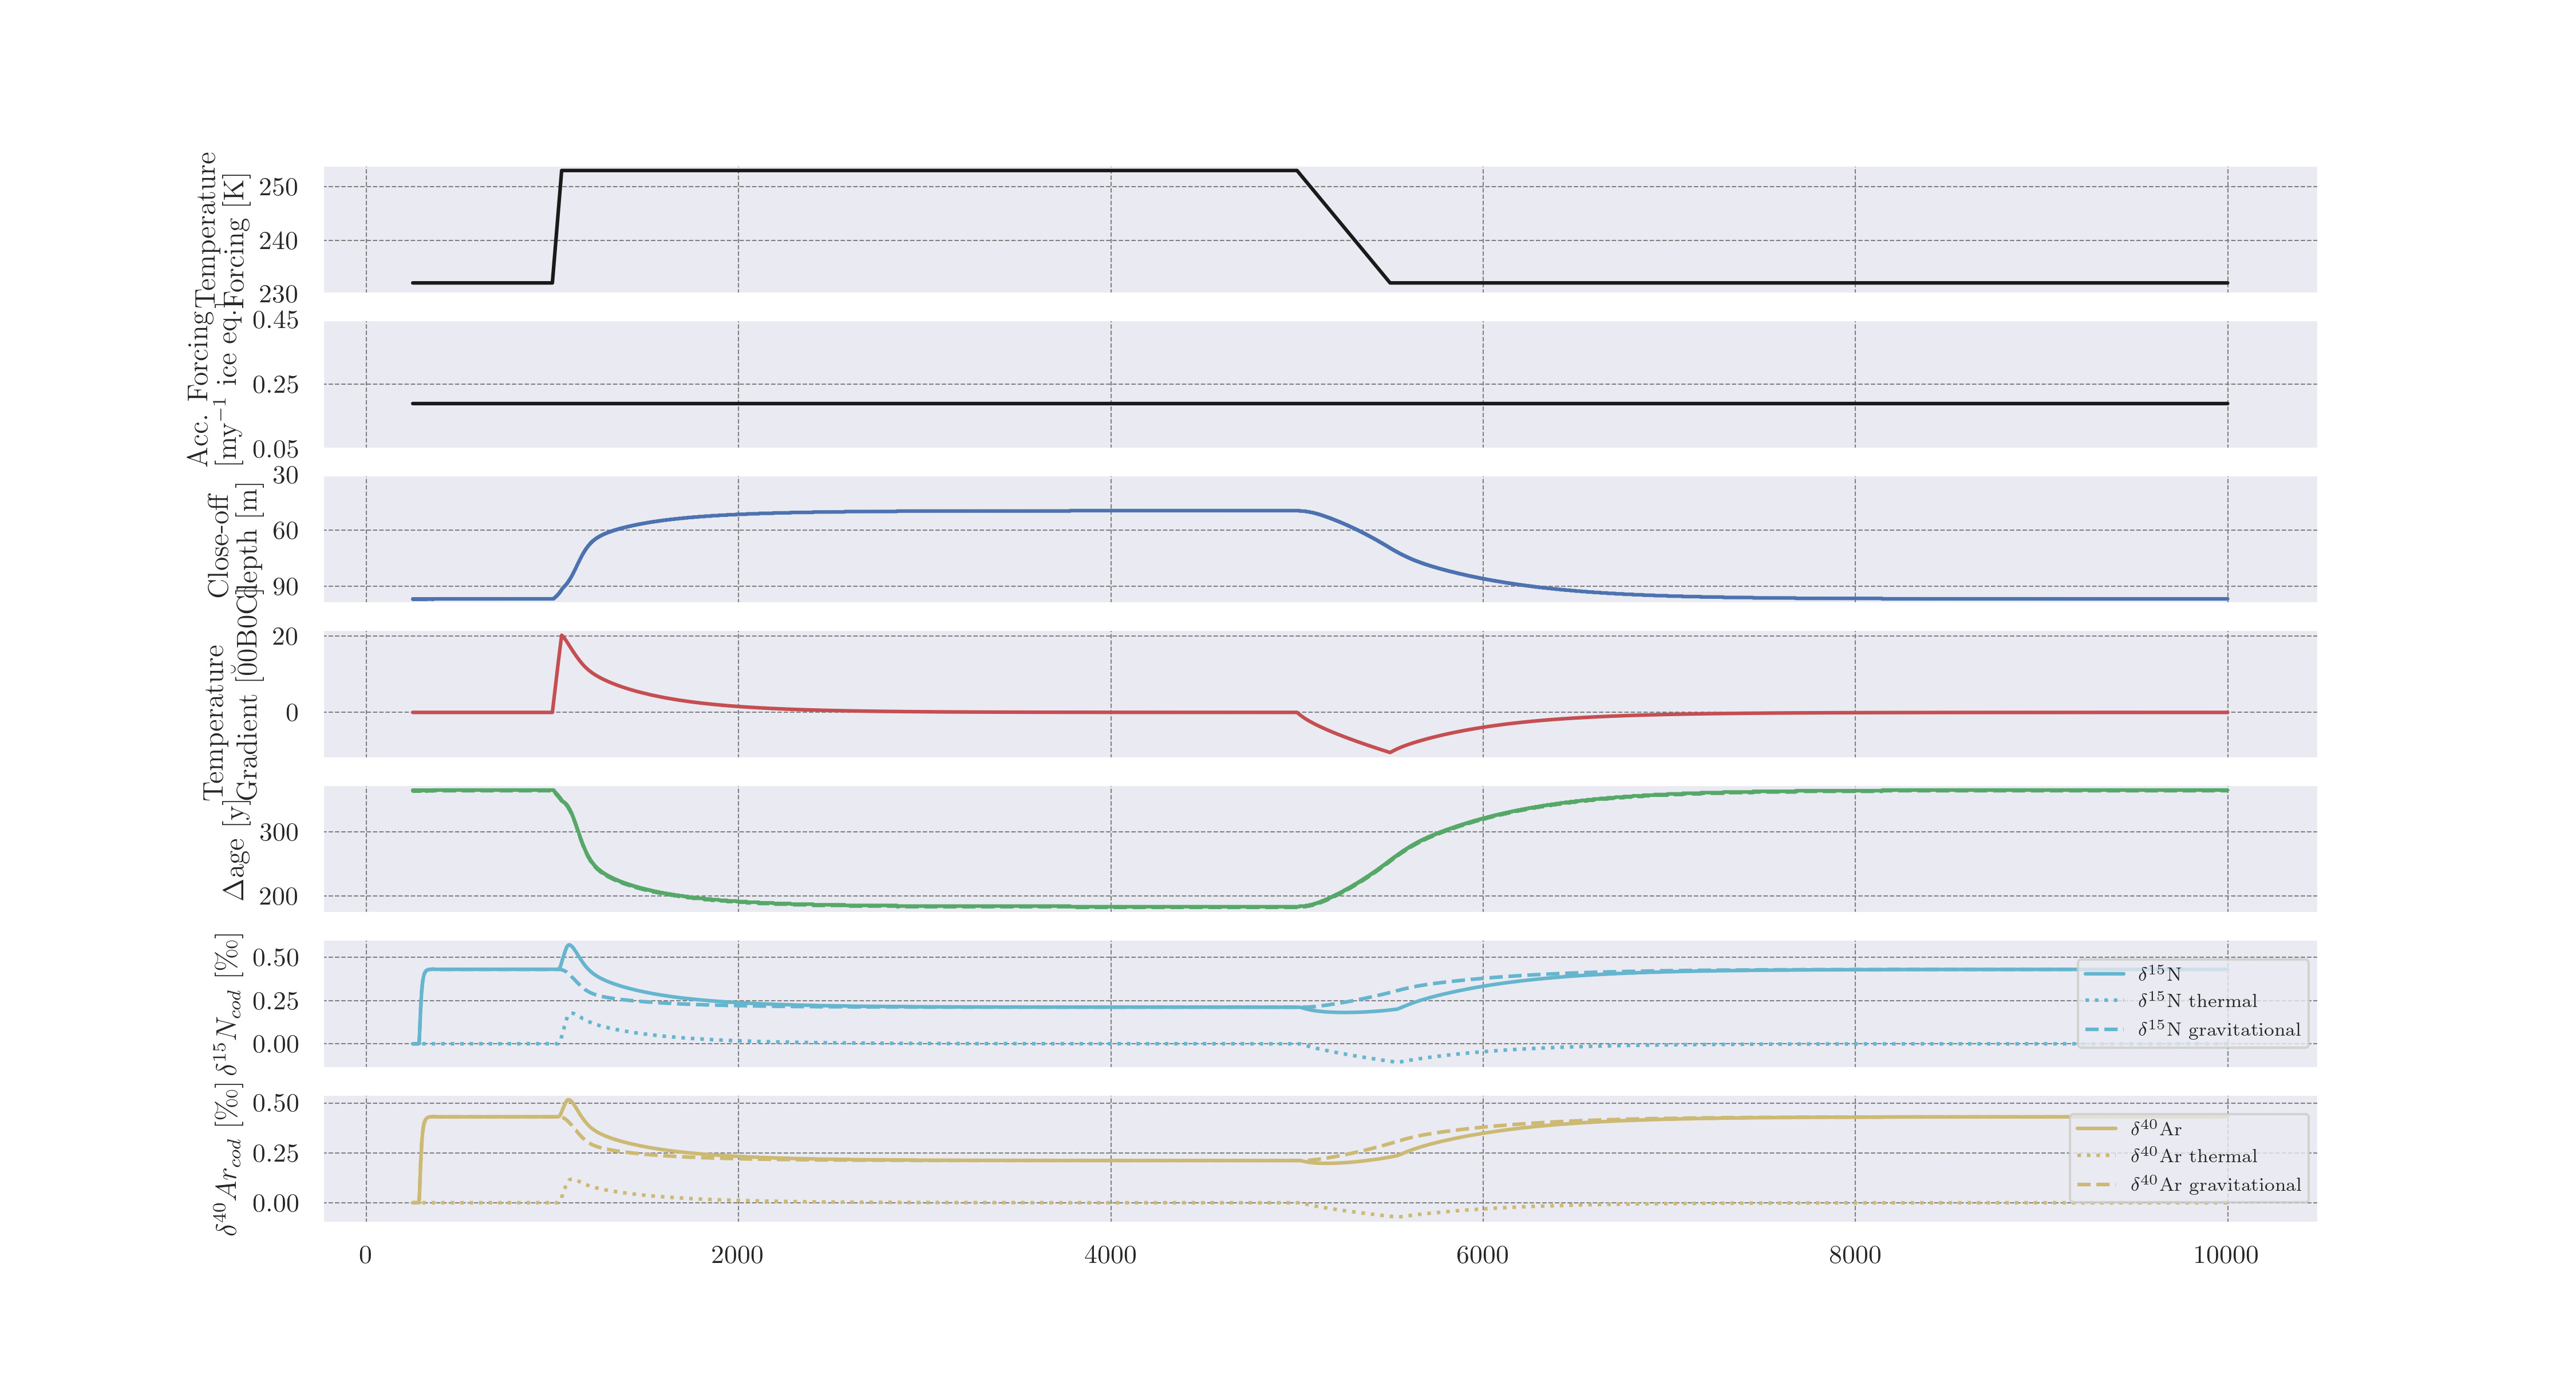 Temperature
Forcing [K]
250
240
230
Acc. Forcing
[my⁻¹ ice eq.]
0.45
0.25
0.05
Close-off
depth [m]
30
60
90
Temperature
Gradient [˘00B0C]
20
0
Δage [y]
300
200
δ¹⁵N_cod [‰]
0.50
0.25
0.00
δ¹⁵N
δ¹⁵N thermal
δ¹⁵N gravitational
δ⁴⁰Ar_cod [‰]
0.50
0.25
0.00
δ⁴⁰Ar
δ⁴⁰Ar thermal
δ⁴⁰Ar gravitational
0 2000 4000 6000 8000 10000